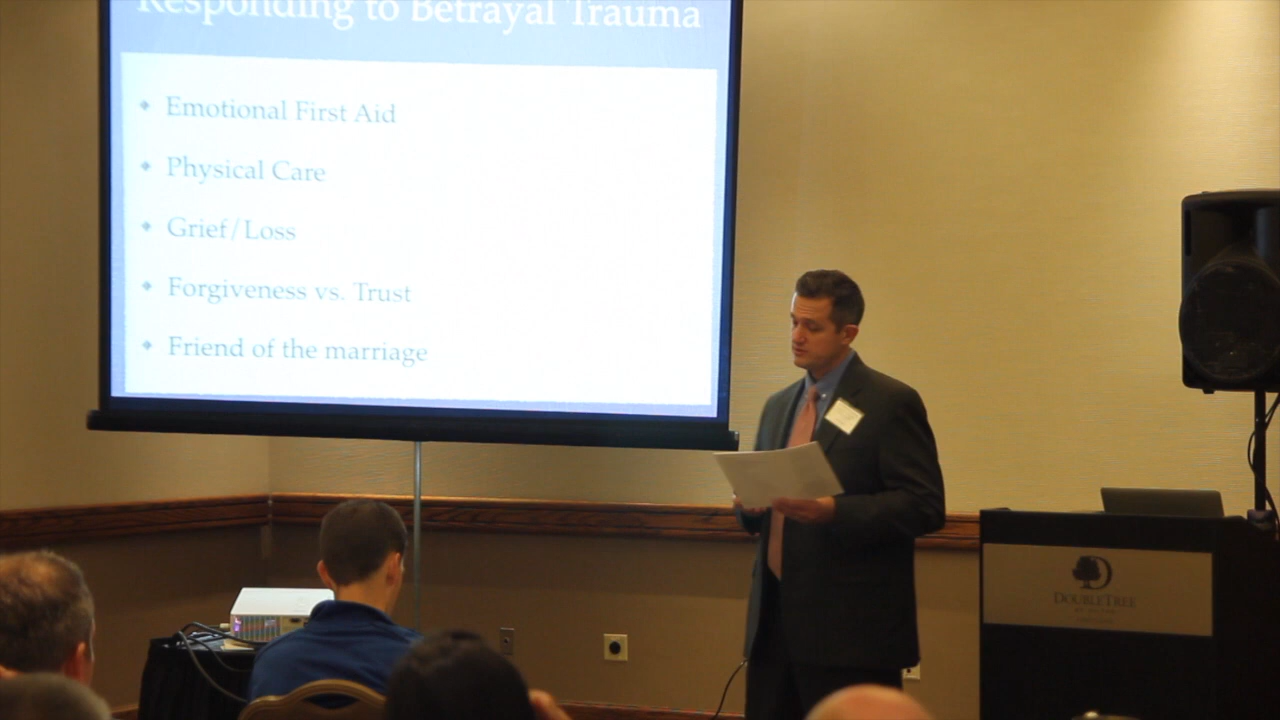 Responding to Betrayal Trauma
Emotional First Aid
Physical Care
Grief/Loss
Forgiveness vs. Trust
Friend of the marriage
DOUBLETREE